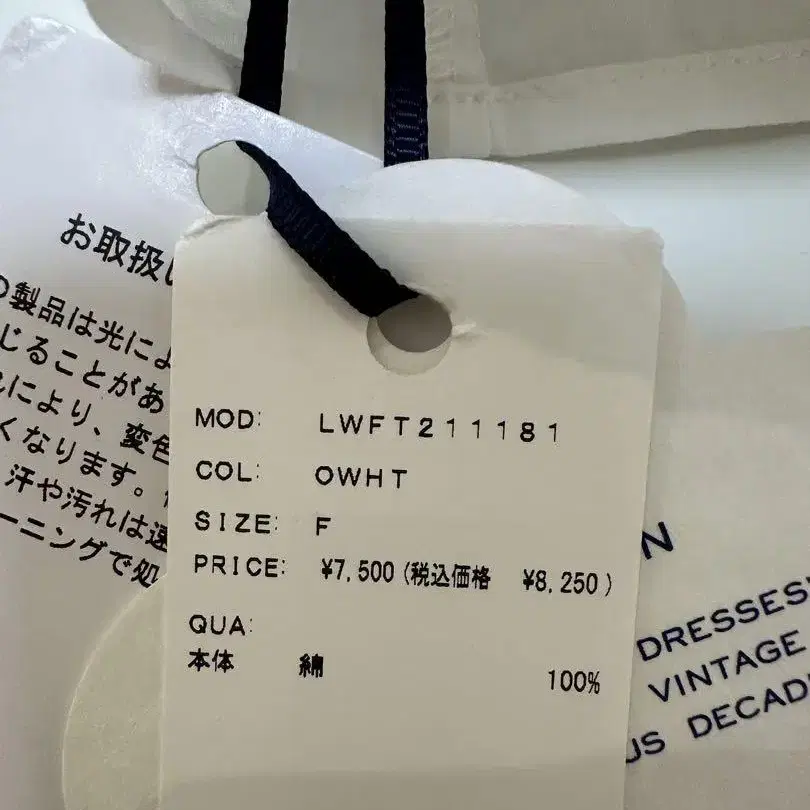 お取扱い
の製品は光によ
じることがあ
により、変色
くなります。
汗や汚れは速
ーニングで処
MOD: LWFT211181
COL: OWHT
SIZE: F
PRICE: ¥7,500(税込価格 ¥8,250)
QUA:
本体 綿 100%
N
DRESSES
VINTAGE
US DECAD